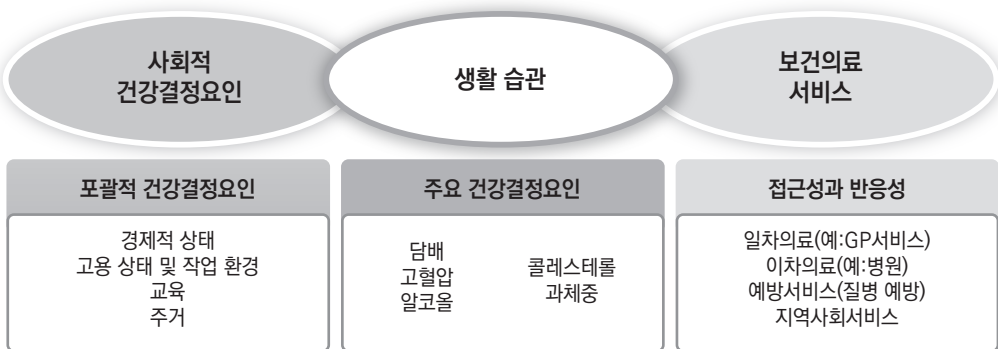 사회적
건강결정요인
생활 습관
보건의료
서비스
포괄적 건강결정요인
경제적 상태
고용 상태 및 작업 환경
교육
주거
주요 건강결정요인
담배
고혈압
알코올
콜레스테롤
과체중
접근성과 반응성
일차의료(예:GP서비스)
이차의료(예:병원)
예방서비스(질병 예방)
지역사회서비스